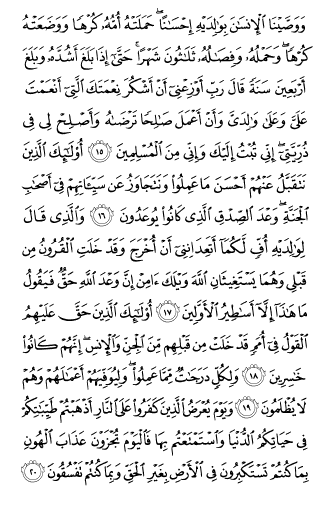 وَوَصَّيْنَا ٱلْإِنسَٰنَ بِوَٰلِدَيْهِ إِحْسَٰنًا ۖ حَمَلَتْهُ أُمُّهُۥ كُرْهًا وَوَضَعَتْهُ
كُرْهًا ۖ وَحَمْلُهُۥ وَفِصَٰلُهُۥ ثَلَٰثُونَ شَهْرًا ۚ حَتَّىٰٓ إِذَا بَلَغَ أَشُدَّهُۥ وَبَلَغَ
أَرْبَعِينَ سَنَةً قَالَ رَبِّ أَوْزِعْنِىٓ أَنْ أَشْكُرَ نِعْمَتَكَ ٱلَّتِىٓ أَنْعَمْتَ
عَلَىَّ وَعَلَىٰ وَٰلِدَىَّ وَأَنْ أَعْمَلَ صَٰلِحًا تَرْضَىٰهُ وَأَصْلِحْ لِى فِى
ذُرِّيَّتِىٓ ۖ إِنِّى تُبْتُ إِلَيْكَ وَإِنِّى مِنَ ٱلْمُسْلِمِينَ ١٥ أُو۟لَٰٓئِكَ ٱلَّذِينَ
نَتَقَبَّلُ عَنْهُمْ أَحْسَنَ مَا عَمِلُوا۟ وَنَتَجَاوَزُ عَن سَيِّـَٔاتِهِمْ فِىٓ أَصْحَٰبِ
ٱلْجَنَّةِ ۖ وَعْدَ ٱلصِّدْقِ ٱلَّذِى كَانُوا۟ يُوعَدُونَ ١٦ وَٱلَّذِى قَالَ
لِوَٰلِدَيْهِ أُفٍّ لَّكُمَآ أَتَعِدَانِنِىٓ أَنْ أُخْرَجَ وَقَدْ خَلَتِ ٱلْقُرُونُ مِن
قَبْلِى وَهُمَا يَسْتَغِيثَانِ ٱللَّهَ وَيْلَكَ ءَامِنْ إِنَّ وَعْدَ ٱللَّهِ حَقٌّ فَيَقُولُ
مَا هَٰذَآ إِلَّآ أَسَٰطِيرُ ٱلْأَوَّلِينَ ١٧ أُو۟لَٰٓئِكَ ٱلَّذِينَ حَقَّ عَلَيْهِمُ
ٱلْقَوْلُ فِىٓ أُمَمٍ قَدْ خَلَتْ مِن قَبْلِهِم مِّنَ ٱلْجِنِّ وَٱلْإِنسِ ۖ إِنَّهُمْ كَانُوا۟
خَٰسِرِينَ ١٨ وَلِكُلٍّ دَرَجَٰتٌ مِّمَّا عَمِلُوا۟ ۖ وَلِيُوَفِّيَهُمْ أَعْمَٰلَهُمْ وَهُمْ
لَا يُظْلَمُونَ ١٩ وَيَوْمَ يُعْرَضُ ٱلَّذِينَ كَفَرُوا۟ عَلَى ٱلنَّارِ أَذْهَبْتُمْ طَيِّبَٰتِكُمْ
فِى حَيَاتِكُمُ ٱلدُّنْيَا وَٱسْتَمْتَعْتُم بِهَا فَٱلْيَوْمَ تُجْزَوْنَ عَذَابَ ٱلْهُونِ
بِمَا كُنتُمْ تَسْتَكْبِرُونَ فِى ٱلْأَرْضِ بِغَيْرِ ٱلْحَقِّ وَبِمَا كُنتُمْ تَفْسُقُونَ ٢٠